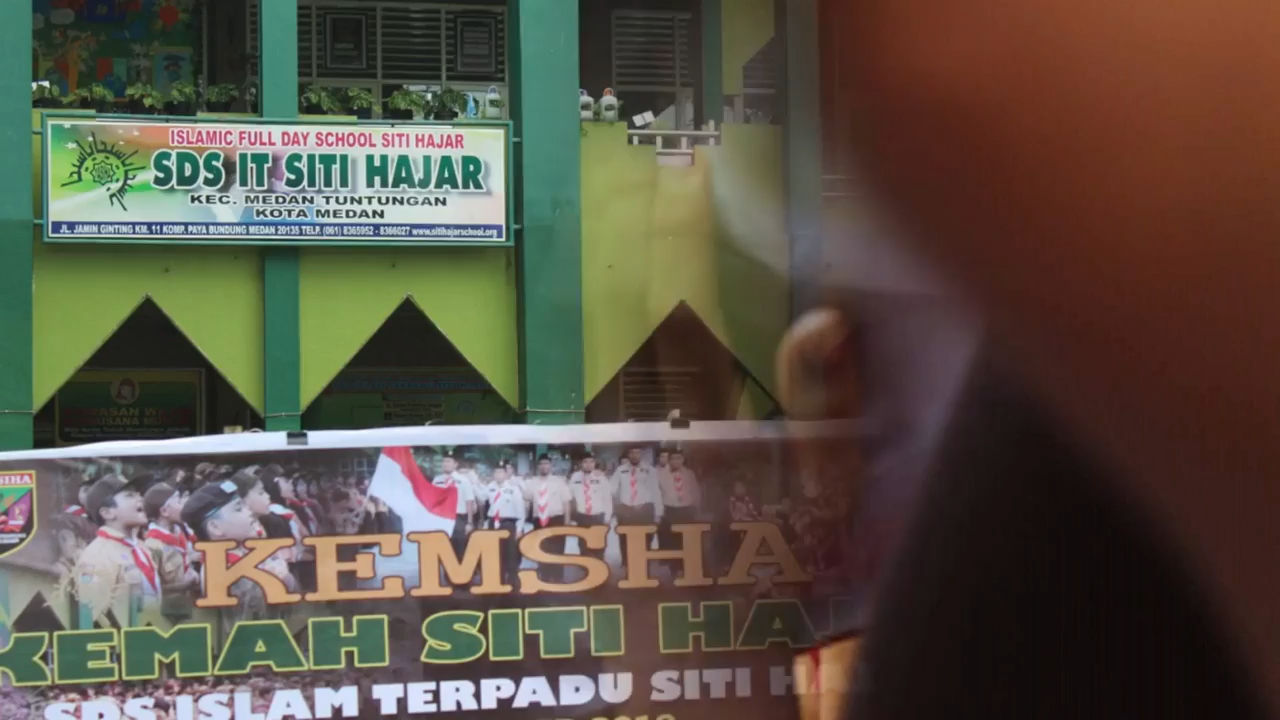 ISLAMIC FULL DAY SCHOOL SITI HAJAR
SDS IT SITI HAJAR
KEC. MEDAN TUNTUNGAN
KOTA MEDAN
JL. JAMIN GINTING KM. 11 KOMP. PAYA BUNDUNG MEDAN 20135 TELP. (061) 8365952 - 8366027 www.sitihajarschool.org
KEMSHA
KEMAH SITI HA
SDS ISLAM TERPADU SITI H